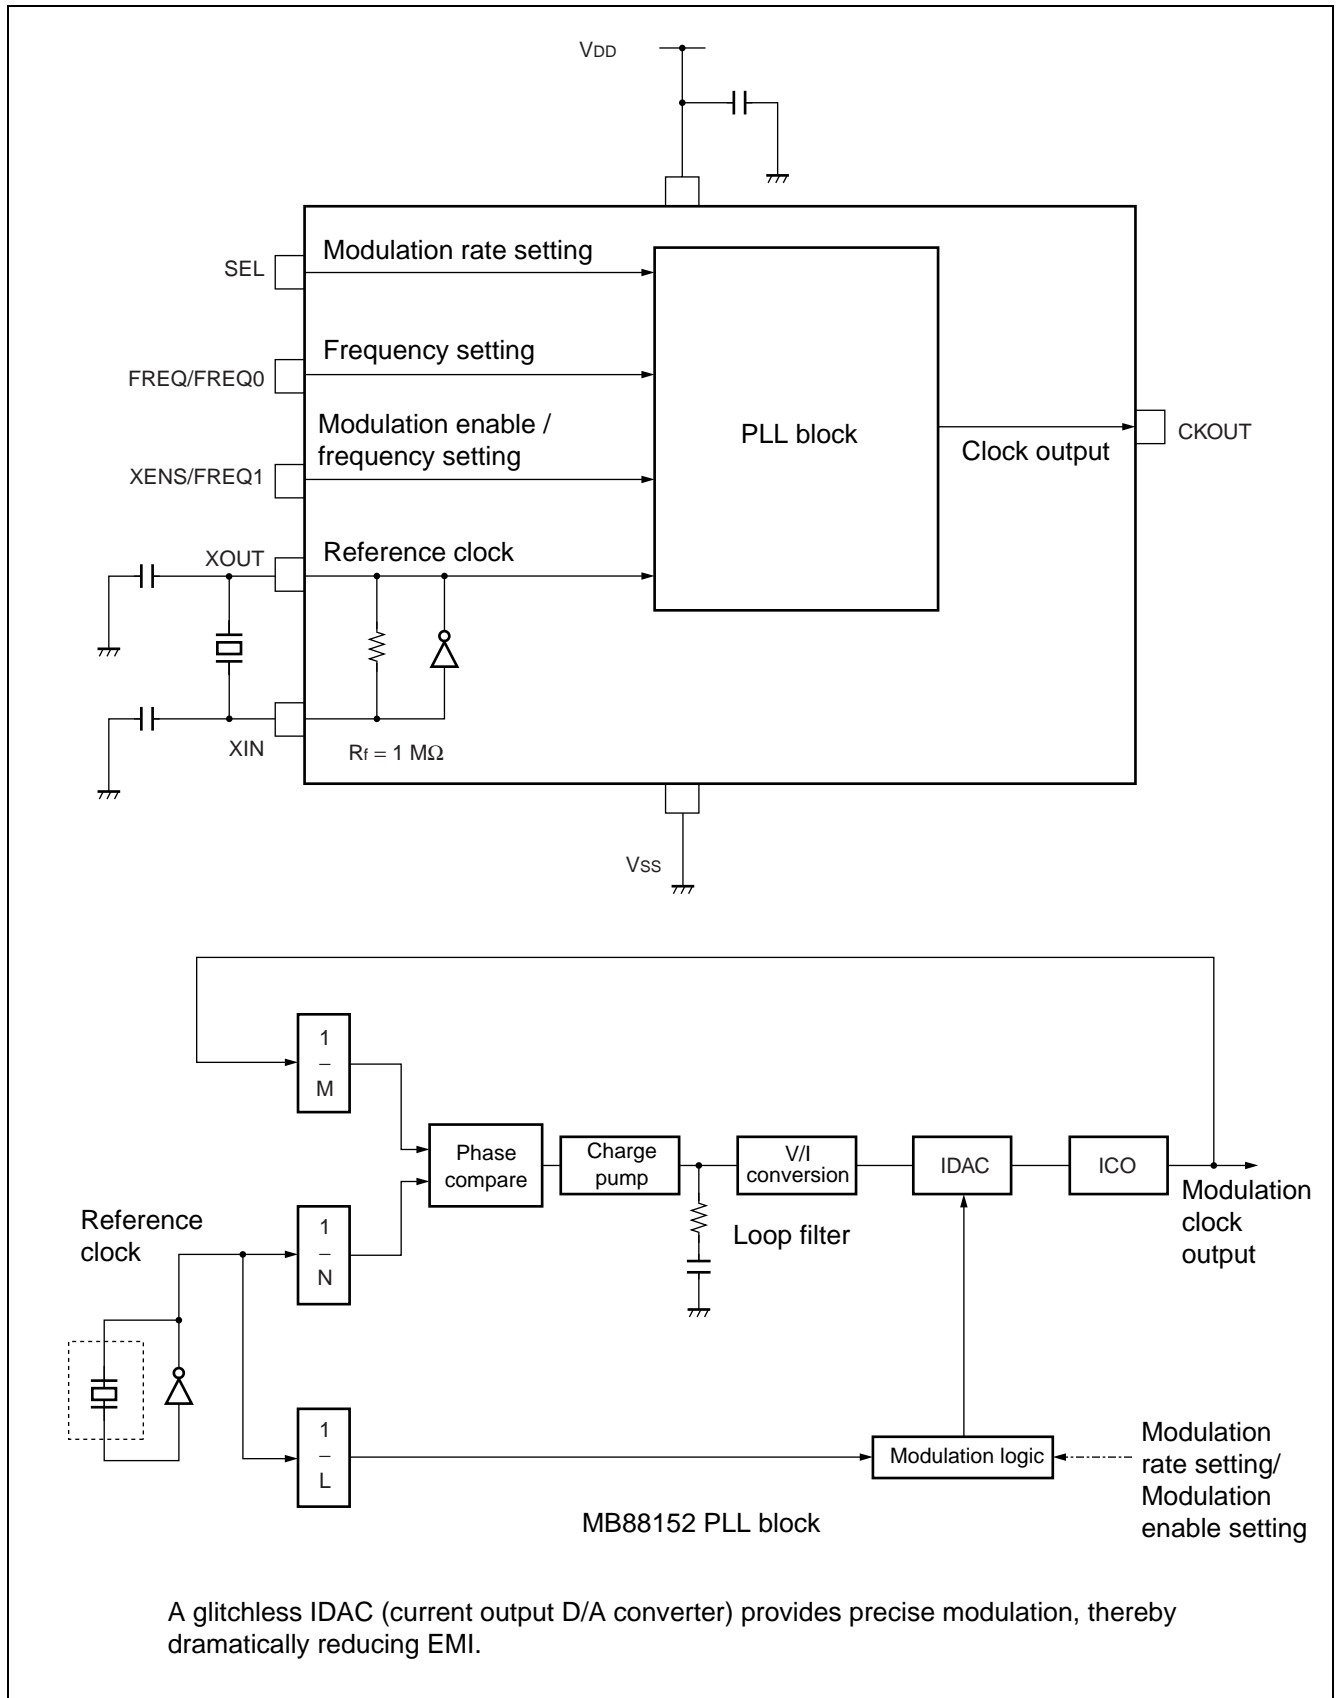 VDD
Modulation rate setting
SEL
Frequency setting
FREQ/FREQ0
Modulation enable /
frequency setting
XENS/FREQ1
PLL block
Clock output
CKOUT
XOUT
Reference clock
XIN
Rf = 1 MΩ
VSS
1
M
Phase
compare
Charge
pump
V/I
conversion
IDAC
ICO
Modulation
clock
output
Reference
clock
1
N
Loop filter
1
L
Modulation logic
Modulation
rate setting/
Modulation
enable setting
MB88152 PLL block
A glitchless IDAC (current output D/A converter) provides precise modulation, thereby
dramatically reducing EMI.